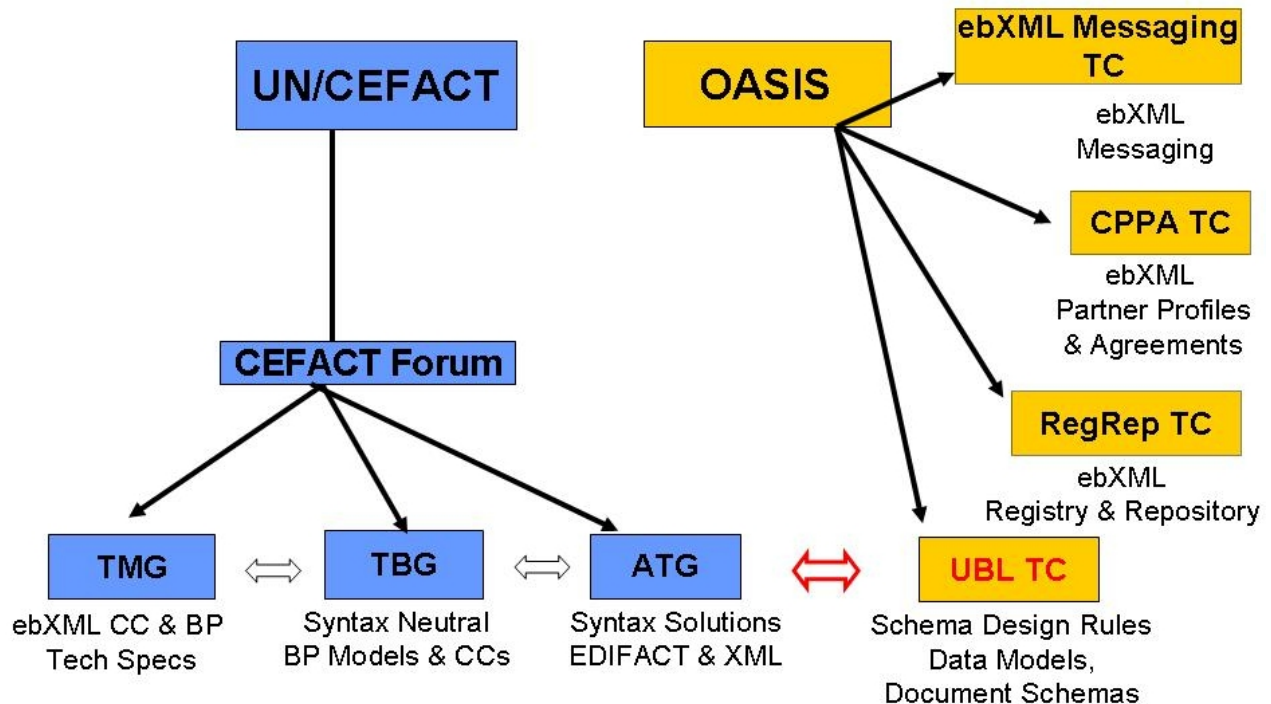 UN/CEFACT
OASIS
ebXML Messaging
TC
ebXML
Messaging
CPPA TC
ebXML
Partner Profiles
& Agreements
CEFACT Forum
RegRep TC
ebXML
Registry & Repository
TMG
ebXML CC & BP
Tech Specs
TBG
Syntax Neutral
BP Models & CCs
ATG
Syntax Solutions
EDIFACT & XML
UBL TC
Schema Design Rules
Data Models,
Document Schemas